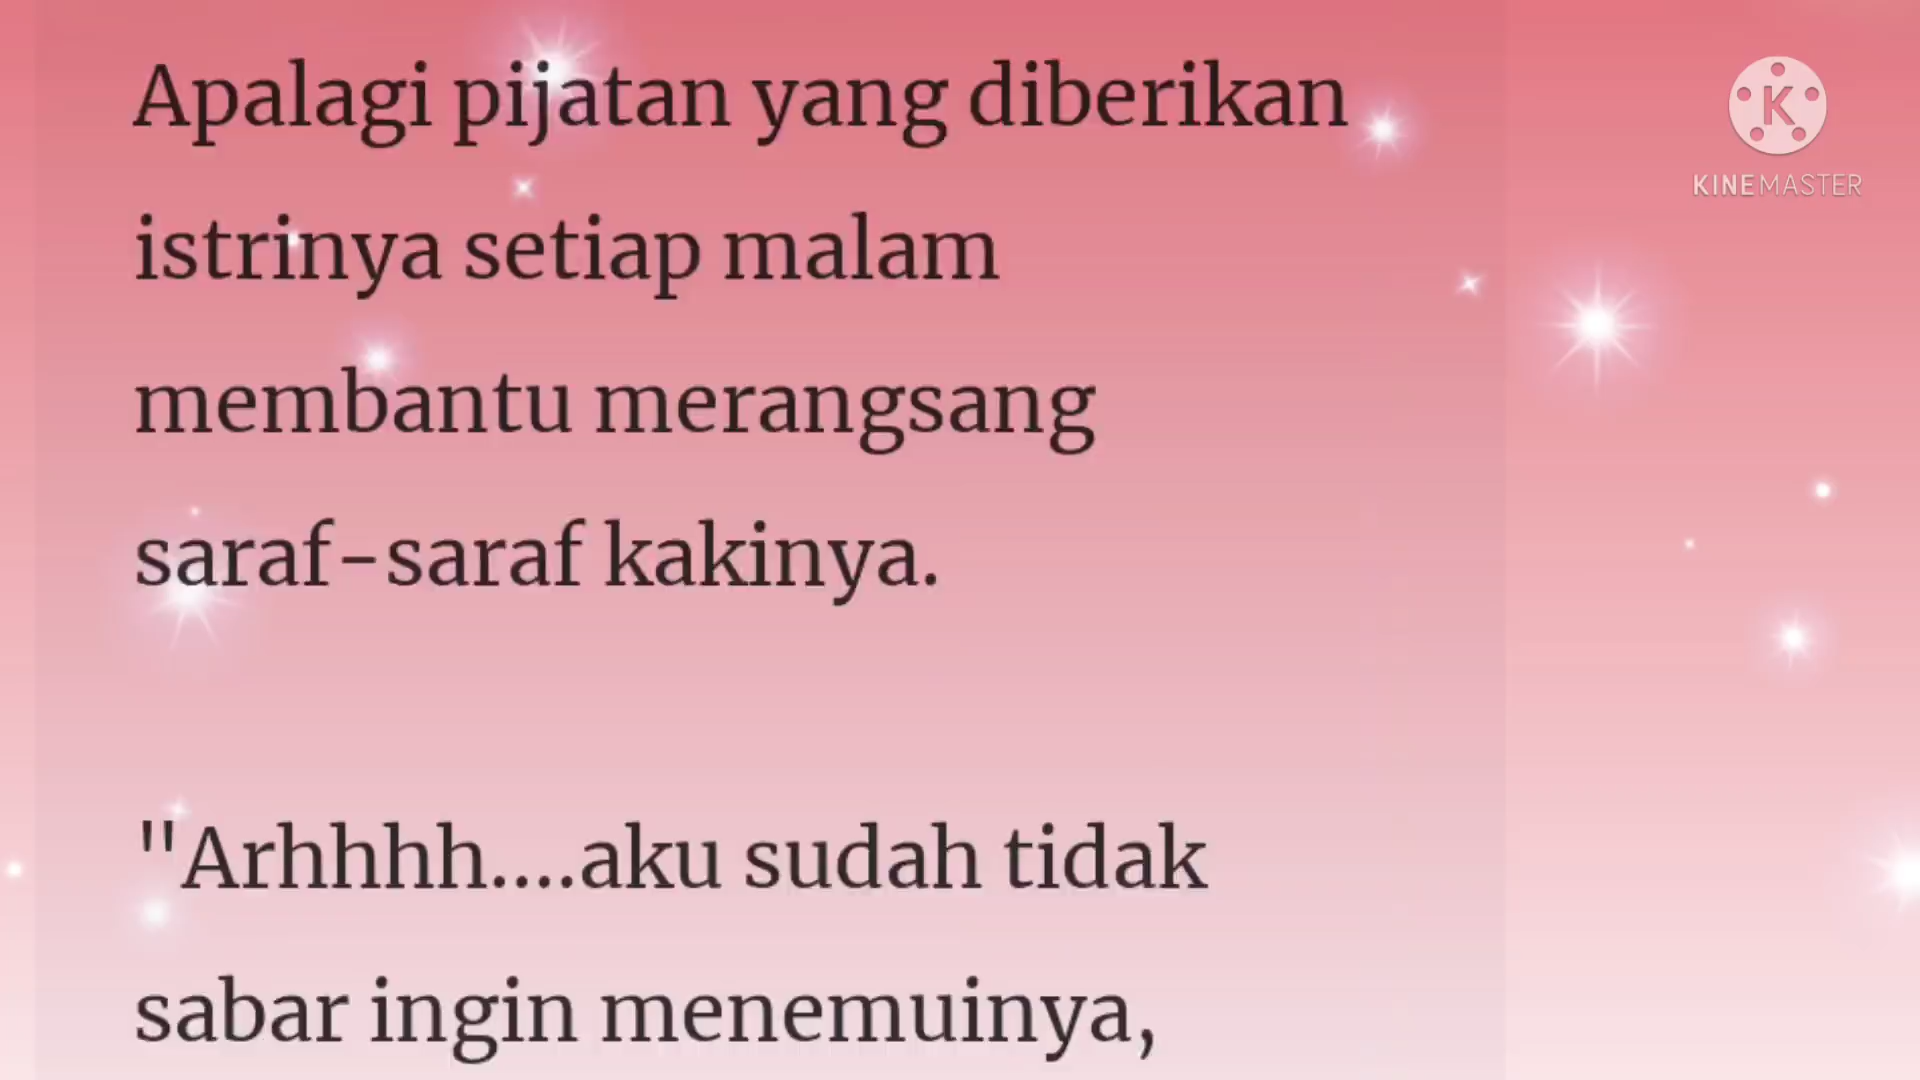 Apalagi pijatan yang diberikan
istrinya setiap malam
membantu merangsang
saraf-saraf kakinya.
"Arhhhh....aku sudah tidak
sabar ingin menemuinya,
K
KINEMASTER